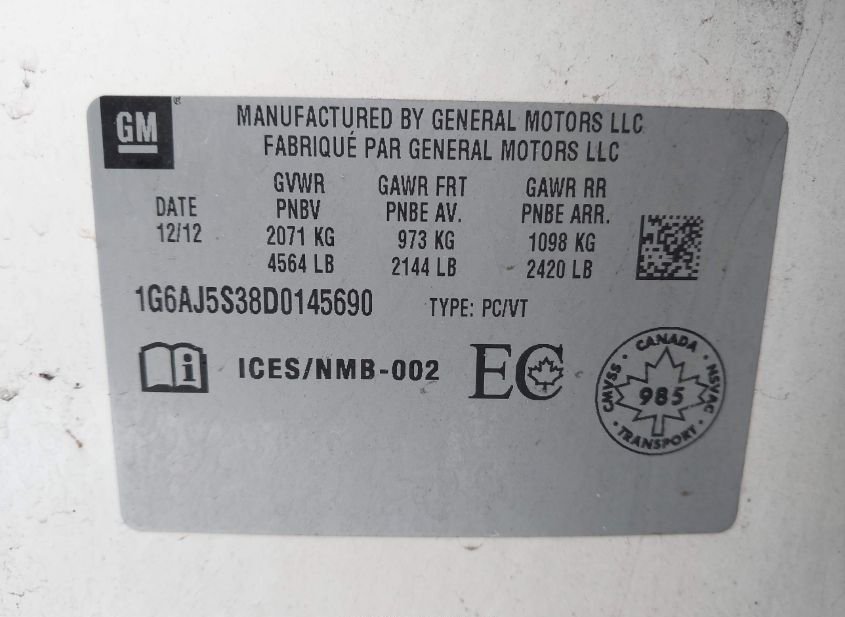 GM
MANUFACTURED BY GENERAL MOTORS LLC
FABRIQUÉ PAR GENERAL MOTORS LLC
DATE
12/12
GVWR
PNBV
2071 KG
4564 LB
GAWR FRT
PNBE AV.
973 KG
2144 LB
GAWR RR
PNBE ARR.
1098 KG
2420 LB
1G6AJ5S38D0145690 TYPE: PC/VT
i ICES/NMB-002 EC
CMVSS · CANADA · NSVAC
985
· TRANSPORT ·